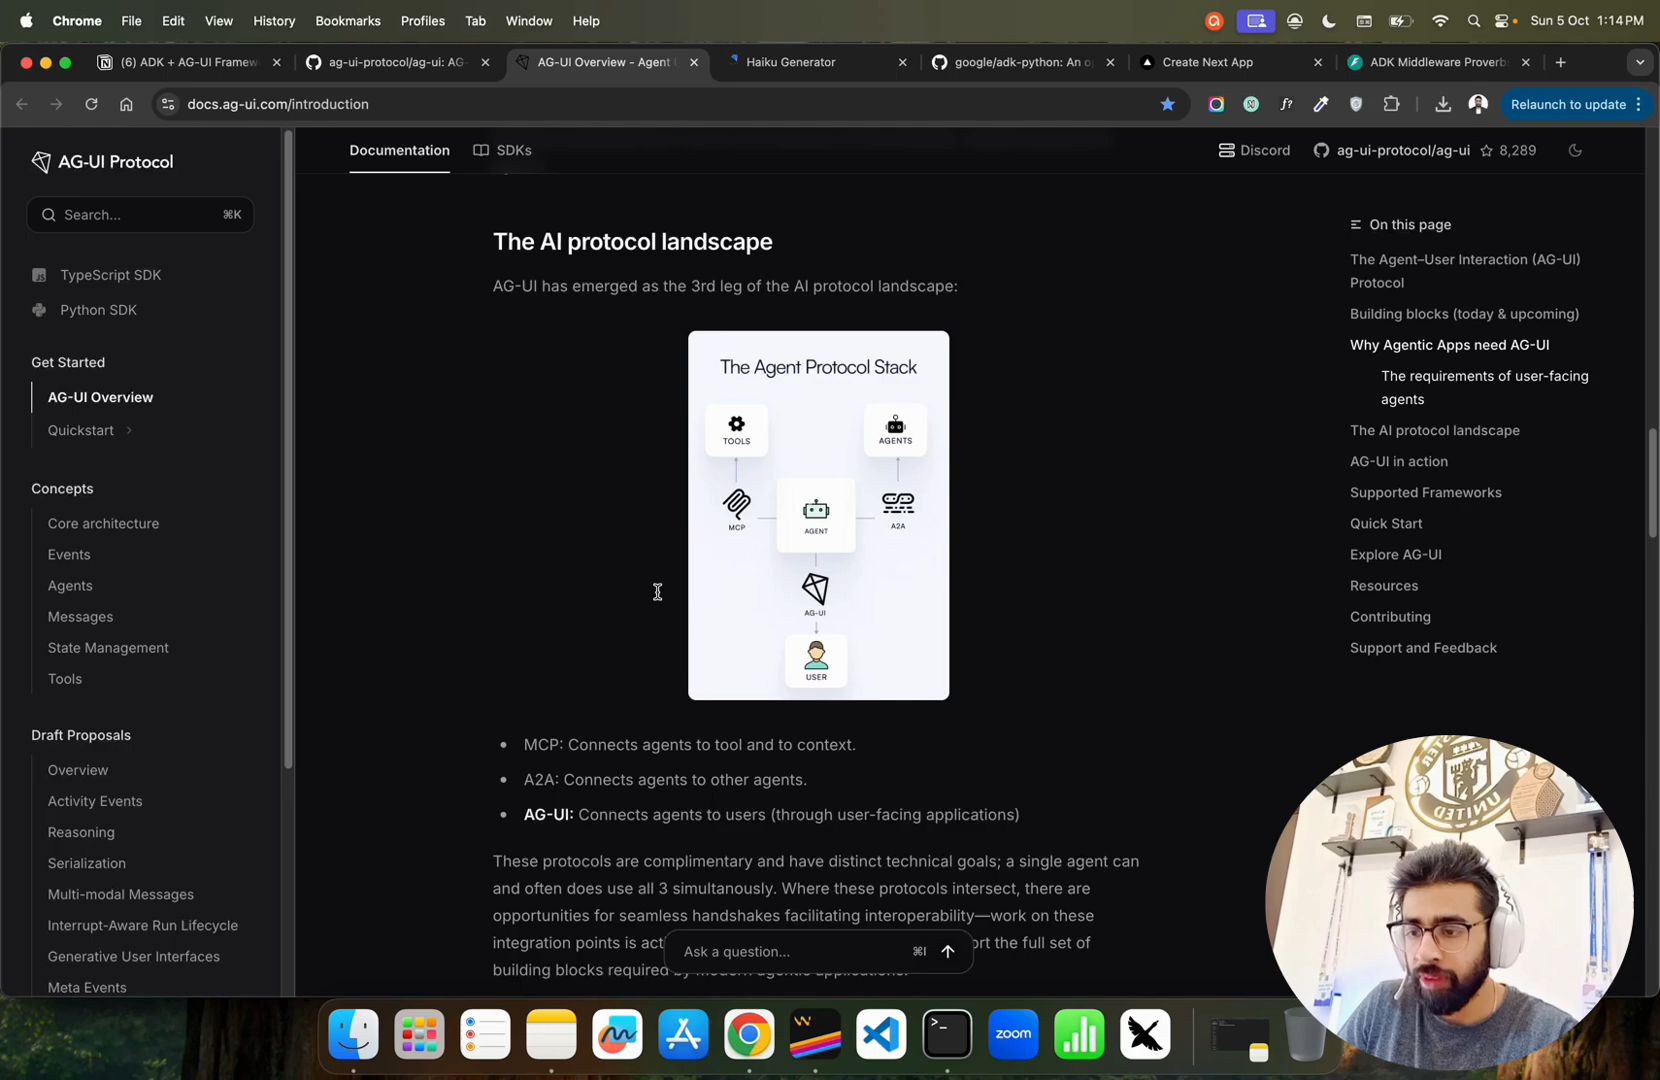 Chrome File Edit View History Bookmarks Profiles Tab Window Help
Sun 5 Oct 1:14 PM
(6) ADK + AG-UI Framew
ag-ui-protocol/ag-ui: AG-
AG-UI Overview - Agent
Haiku Generator
google/adk-python: An o
Create Next App
ADK Middleware Proverb
docs.ag-ui.com/introduction
Relaunch to update
AG-UI Protocol
Documentation
SDKs
Discord
ag-ui-protocol/ag-ui 8,289
Search... ⌘K
TypeScript SDK
Python SDK
Get Started
AG-UI Overview
Quickstart
Concepts
Core architecture
Events
Agents
Messages
State Management
Tools
Draft Proposals
Overview
Activity Events
Reasoning
Serialization
Multi-modal Messages
Interrupt-Aware Run Lifecycle
Generative User Interfaces
Meta Events
The AI protocol landscape
AG-UI has emerged as the 3rd leg of the AI protocol landscape:
The Agent Protocol Stack
TOOLS
AGENTS
MCP
AGENT
A2A
AG-UI
USER
• MCP: Connects agents to tool and to context.
• A2A: Connects agents to other agents.
• AG-UI: Connects agents to users (through user-facing applications)
These protocols are complimentary and have distinct technical goals; a single agent can
and often does use all 3 simultaneously. Where these protocols intersect, there are
opportunities for seamless handshakes facilitating interoperability—work on these
integration points is act
rt the full set of
building blocks required by modern agentic applications.
Ask a question... ⌘I
On this page
The Agent–User Interaction (AG-UI)
Protocol
Building blocks (today & upcoming)
Why Agentic Apps need AG-UI
The requirements of user-facing
agents
The AI protocol landscape
AG-UI in action
Supported Frameworks
Quick Start
Explore AG-UI
Resources
Contributing
Support and Feedback
UNITED
zoom